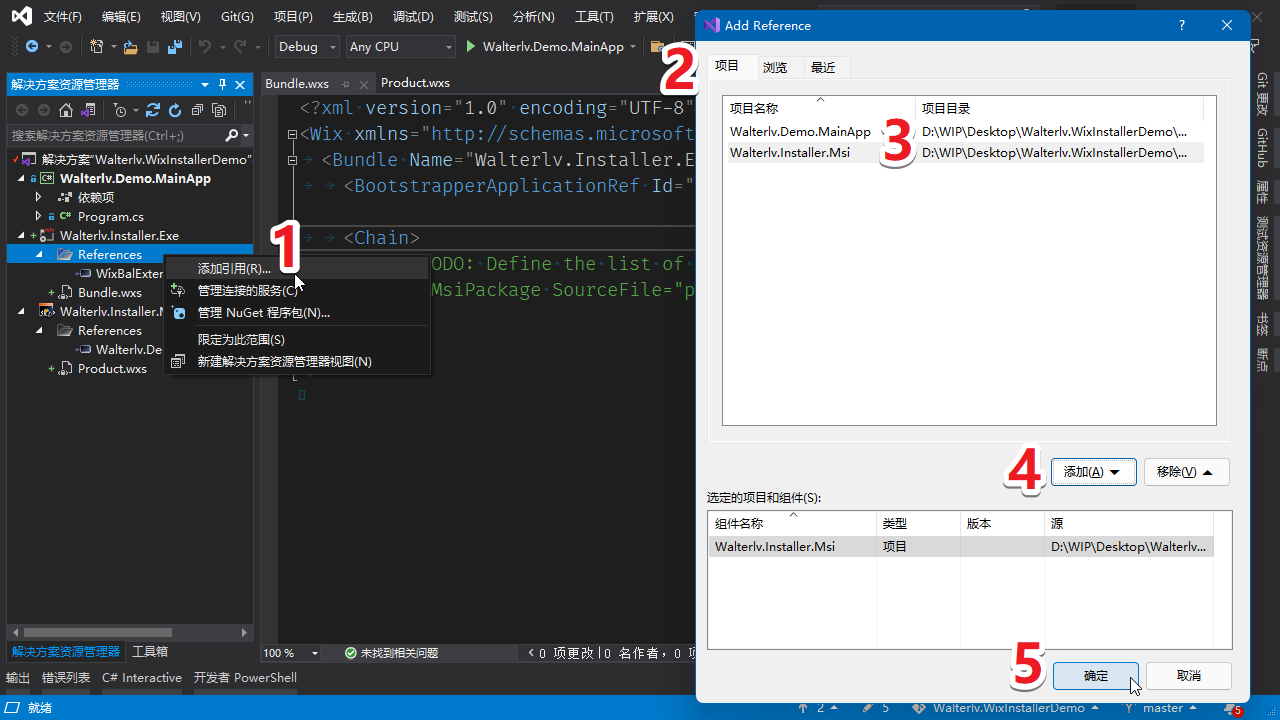 文件(F) 编辑(E) 视图(V) Git(G) 项目(P) 生成(B) 调试(D) 测试(S) 分析(N) 工具(T) 扩展(X)
Debug Any CPU Walterlv.Demo.MainApp
解决方案资源管理器
搜索解决方案资源管理器(Ctrl+;)
解决方案"Walterlv.WixInstallerDemo"
Walterlv.Demo.MainApp
依赖项
C# Program.cs
Walterlv.Installer.Exe
References
WixBalExter
Bundle.wxs
Walterlv.Installer.M
References
Walterlv.De
Product.wxs
解决方案资源管理器 工具箱
Bundle.wxs Product.wxs
<?xml version="1.0" encoding="UTF-8"
<Wix xmlns="http://schemas.microsoft
<Bundle Name="Walterlv.Installer.E
<BootstrapperApplicationRef Id="
<Chain>
ODO: Define the list of
MsiPackage SourceFile="p
100 % 未找到相关问题 0 项更改 0 名作者, 0
1
添加引用(R)...
管理连接的服务(C)
管理 NuGet 程序包(N)...
限定为此范围(S)
新建解决方案资源管理器视图(N)
Add Reference ?
2
项目 浏览 最近
项目名称 项目目录
Walterlv.Demo.MainApp D:\WIP\Desktop\Walterlv.WixInstallerDemo\...
3
Walterlv.Installer.Msi D:\WIP\Desktop\Walterlv.WixInstallerDemo\...
4
添加(A) 移除(V)
选定的项目和组件(S):
组件名称 类型 版本 源
Walterlv.Installer.Msi 项目 D:\WIP\Desktop\Walterlv...
5
确定 取消
Git 更改
GitHub
属性
测试资源管理器
书签
断点
输出 错误列表 C# Interactive 开发者 PowerShell
就绪 2 5 Walterlv.WixInstallerDemo master 5